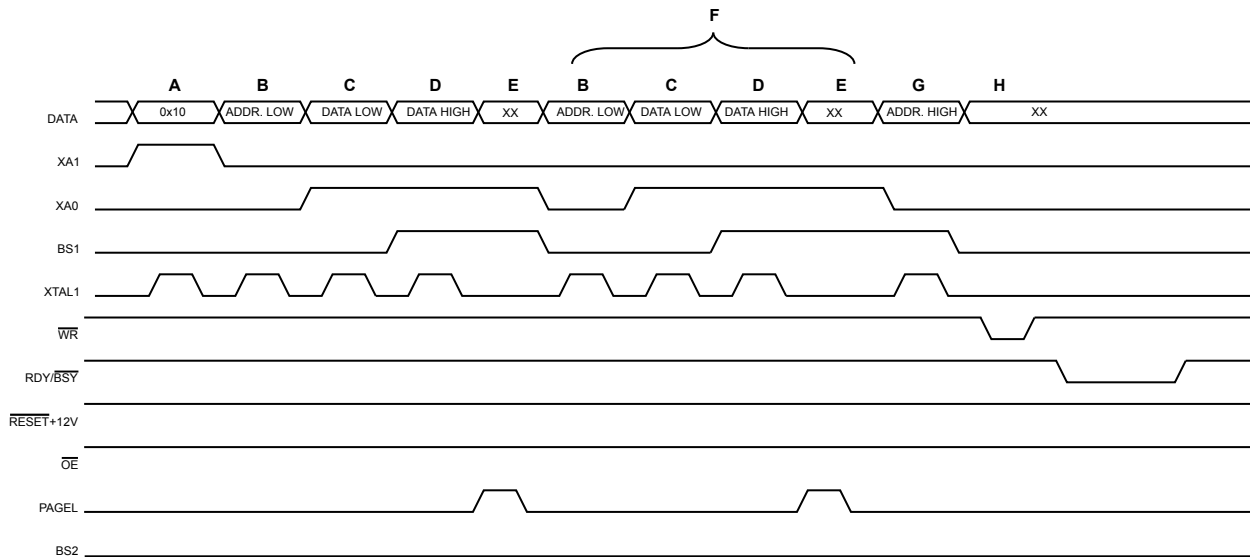 F
A B C D E B C D E G H
DATA 0x10 ADDR. LOW DATA LOW DATA HIGH XX ADDR. LOW DATA LOW DATA HIGH XX ADDR. HIGH XX
XA1
XA0
BS1
XTAL1
WR
RDY/BSY
RESET+12V
OE
PAGEL
BS2